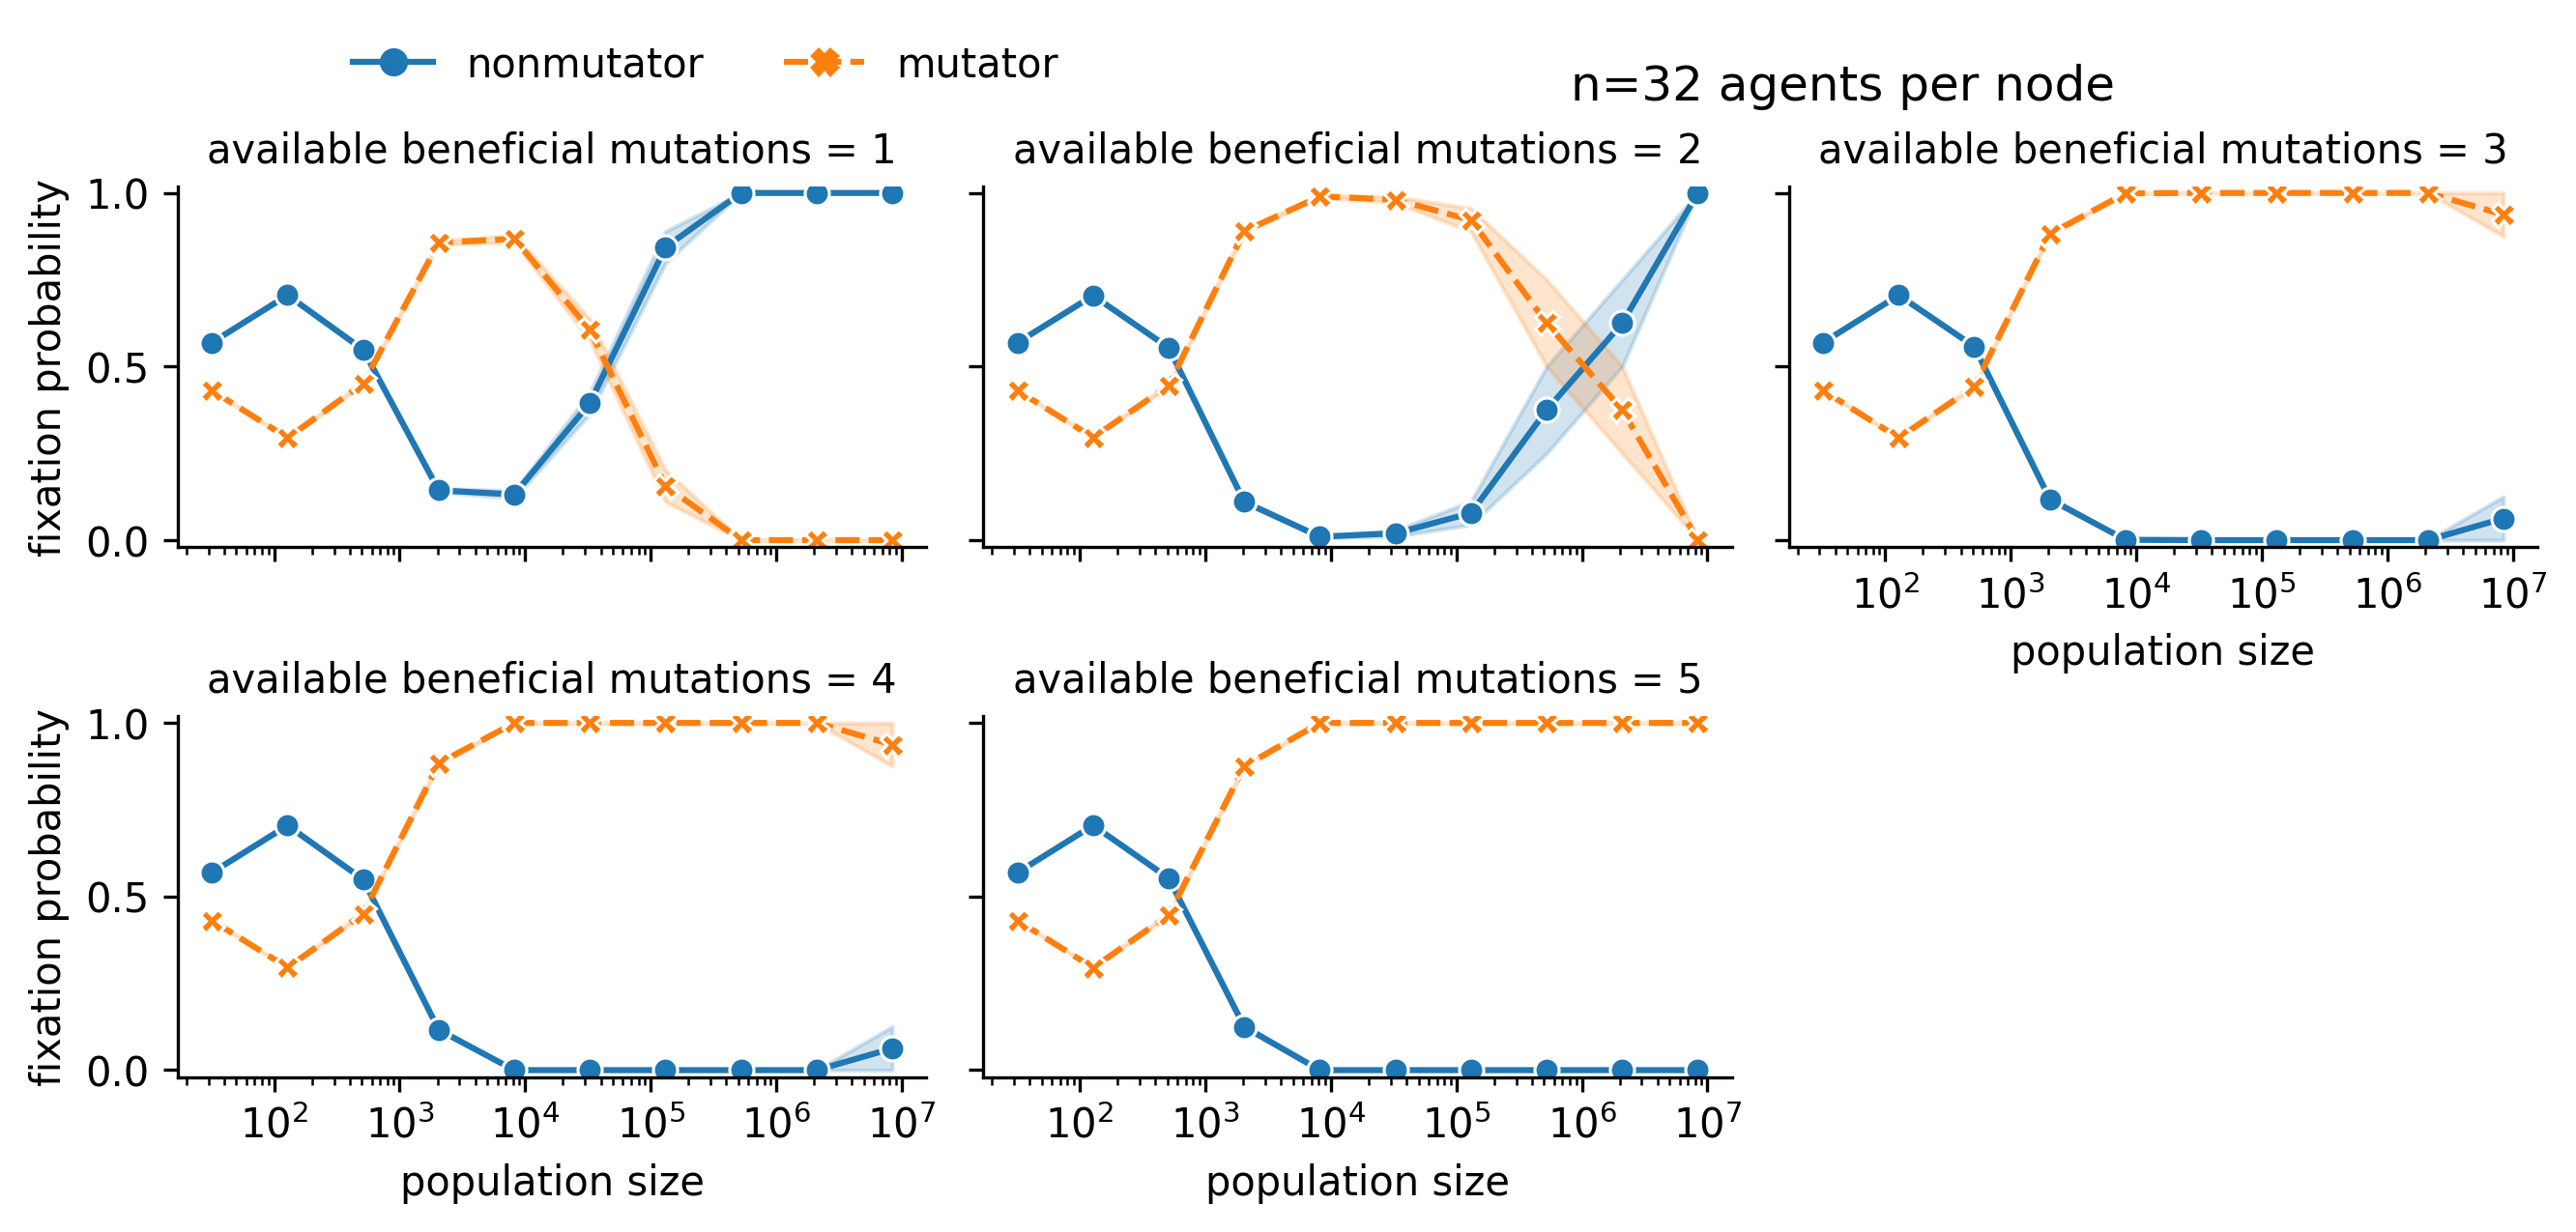 nonmutator mutator
n=32 agents per node
available beneficial mutations = 1
available beneficial mutations = 2
available beneficial mutations = 3
fixation probability
1.0
0.5
0.0
10² 10³ 10⁴ 10⁵ 10⁶ 10⁷
population size
available beneficial mutations = 4
available beneficial mutations = 5
fixation probability
1.0
0.5
0.0
10² 10³ 10⁴ 10⁵ 10⁶ 10⁷
10² 10³ 10⁴ 10⁵ 10⁶ 10⁷
population size
population size